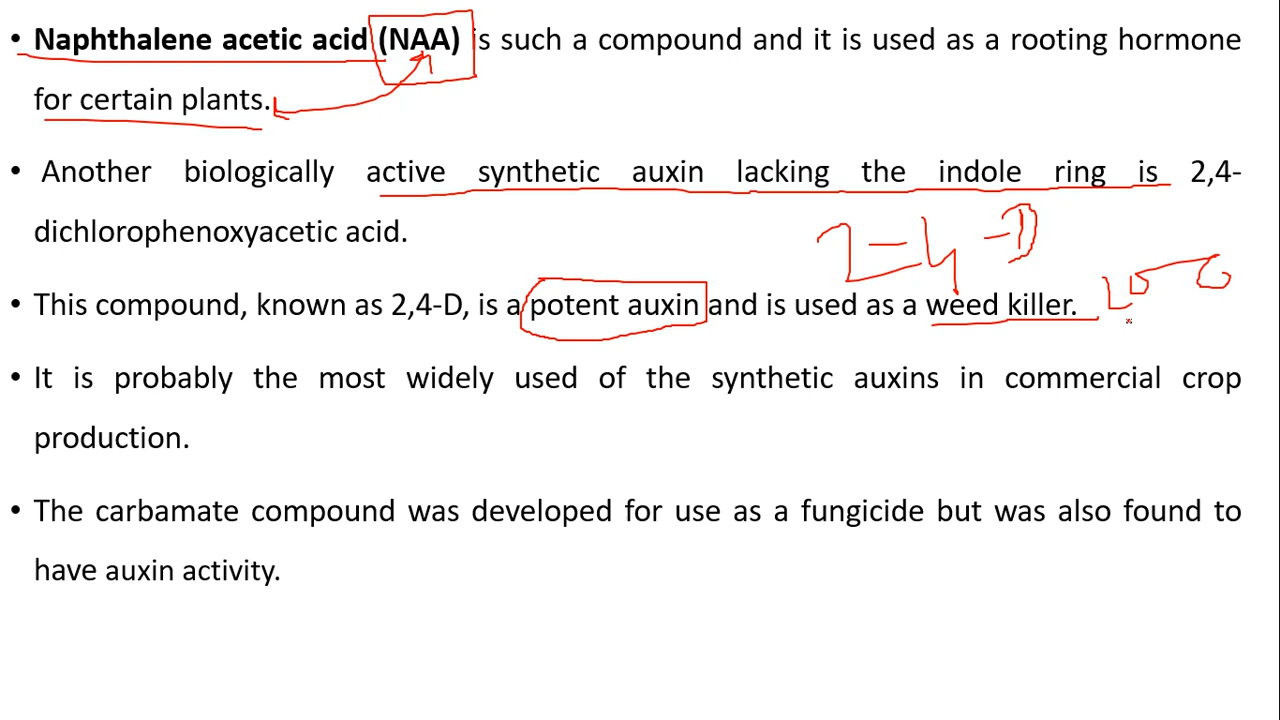 • Naphthalene acetic acid (NAA) is such a compound and it is used as a rooting hormone
for certain plants.
• Another biologically active synthetic auxin lacking the indole ring is 2,4-
dichlorophenoxyacetic acid.
2-4-D
• This compound, known as 2,4-D, is a potent auxin and is used as a weed killer.
• It is probably the most widely used of the synthetic auxins in commercial crop
production.
• The carbamate compound was developed for use as a fungicide but was also found to
have auxin activity.